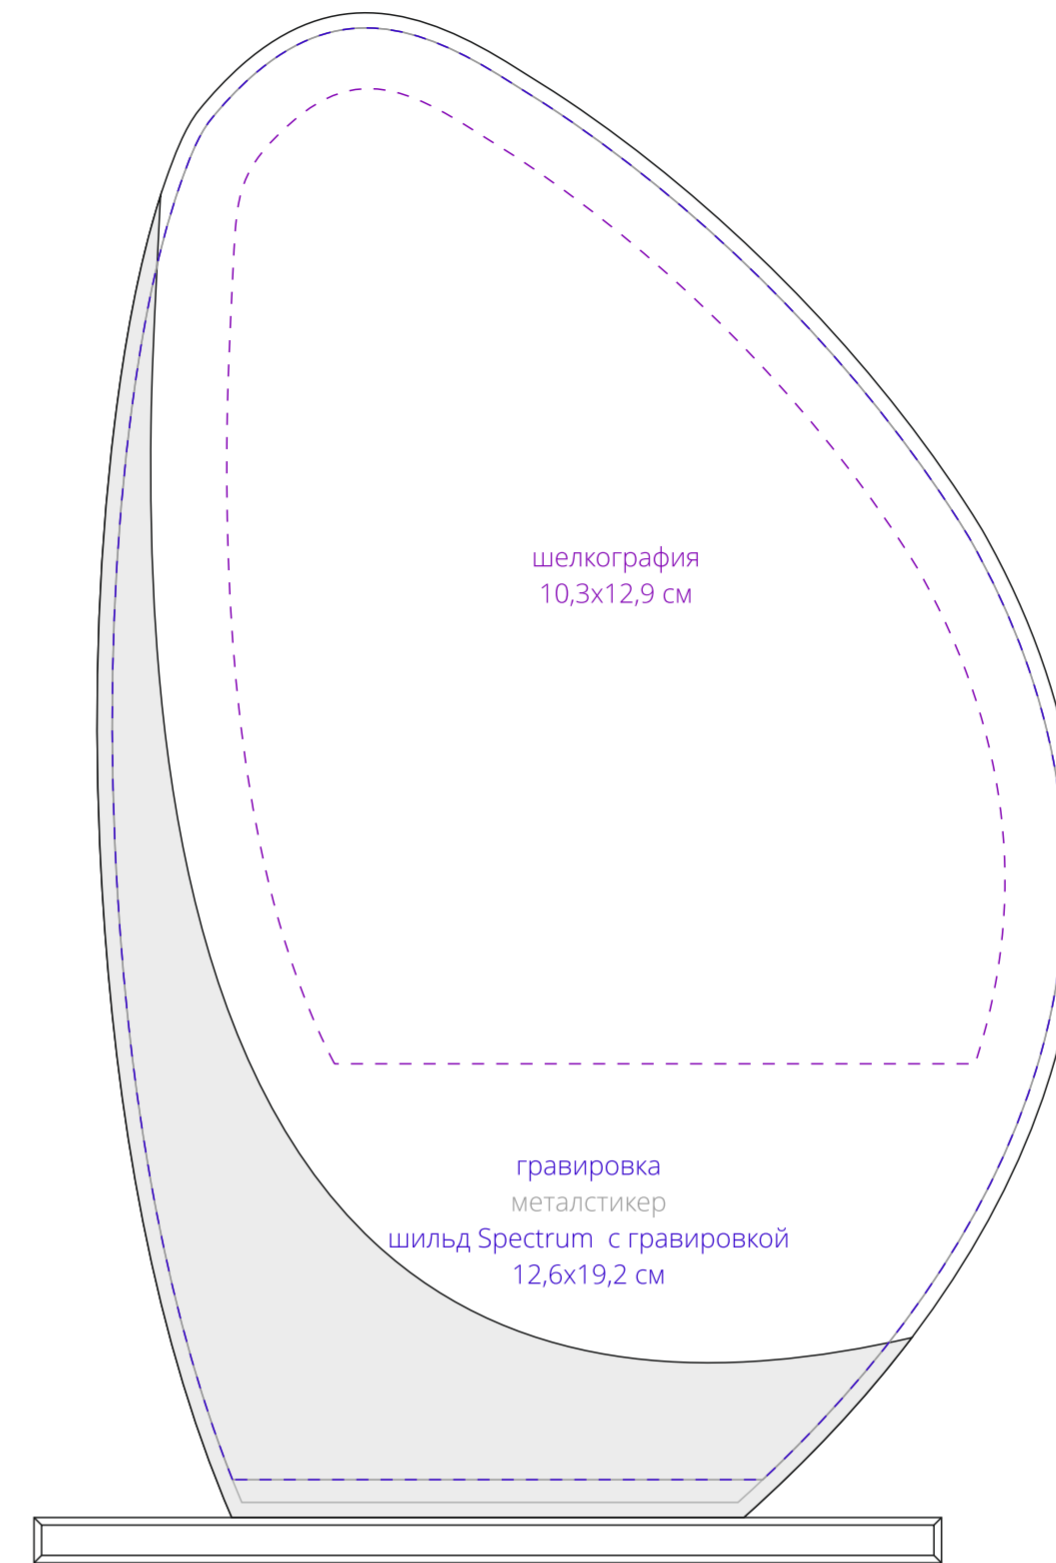 шелкография
10,3x12,9 см
гравировка
металстикер
шильд Spectrum с гравировкой
12,6x19,2 см